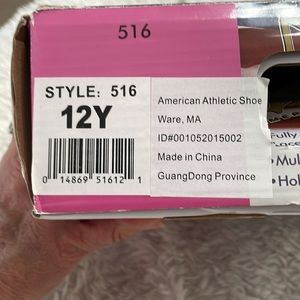 516
STYLE: 516
12Y
0 14869 51612 1
American Athletic Shoe
Ware, MA
ID#001052015002
Made in China
GuangDong Province
Fully